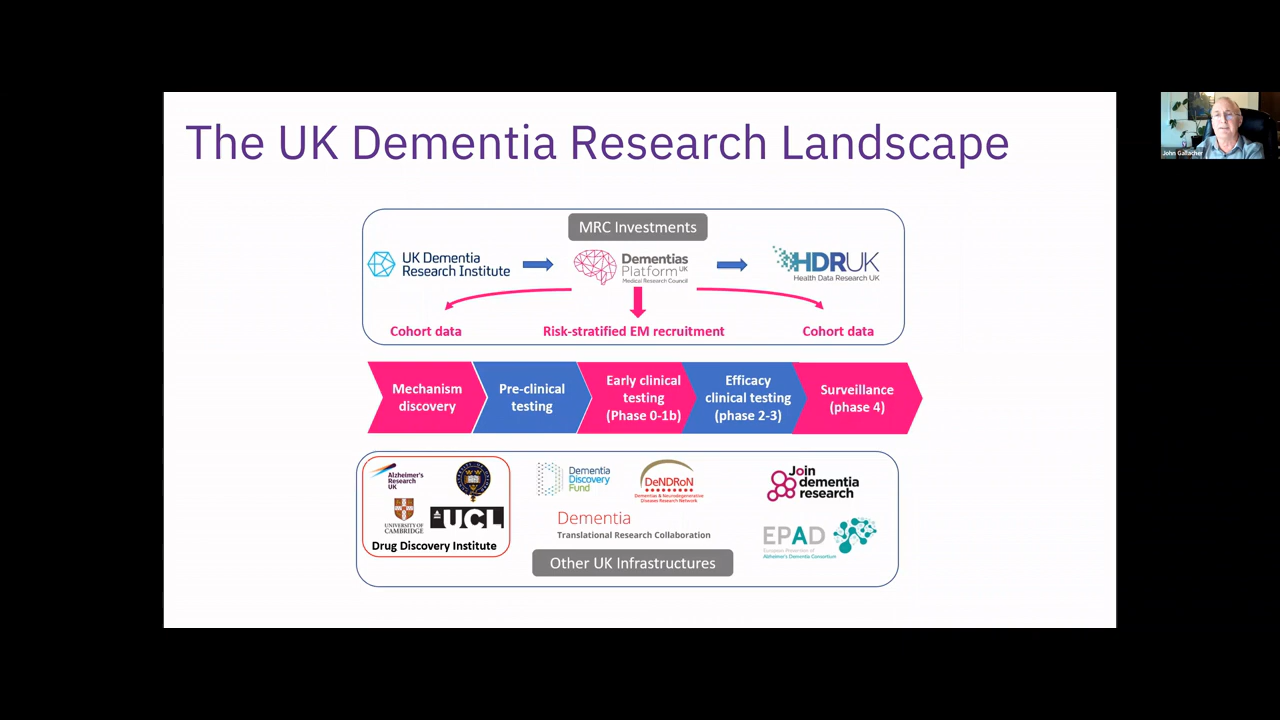 The UK Dementia Research Landscape
John Gallacher
MRC Investments
UK Dementia
Research Institute
Dementias
Platform UK
Medical Research Council
HDRUK
Health Data Research UK
Cohort data
Risk-stratified EM recruitment
Cohort data
Mechanism
discovery
Pre-clinical
testing
Early clinical
testing
(Phase 0-1b)
Efficacy
clinical testing
(phase 2-3)
Surveillance
(phase 4)
Alzheimer's
Research
UK
UNIVERSITY OF
CAMBRIDGE
UCL
Drug Discovery Institute
Dementia
Discovery
Fund
DeNDRoN
Dementias & Neurodegenerative
Diseases Research Network
Dementia
Translational Research Collaboration
Other UK Infrastructures
Join
dementia
research
EPAD
European Prevention of
Alzheimer's Dementia Consortium